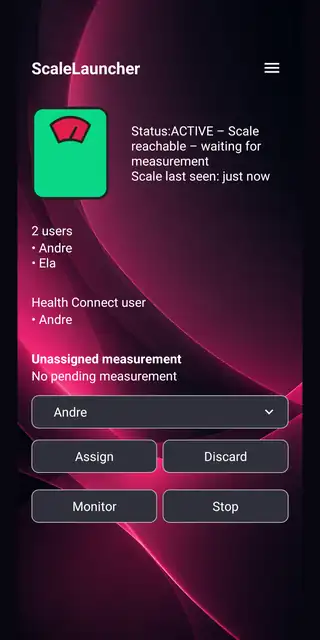 ScaleLauncher
Status:ACTIVE – Scale
reachable – waiting for
measurement
Scale last seen: just now
2 users
• Andre
• Ela
Health Connect user
• Andre
Unassigned measurement
No pending measurement
Andre
Assign
Discard
Monitor
Stop